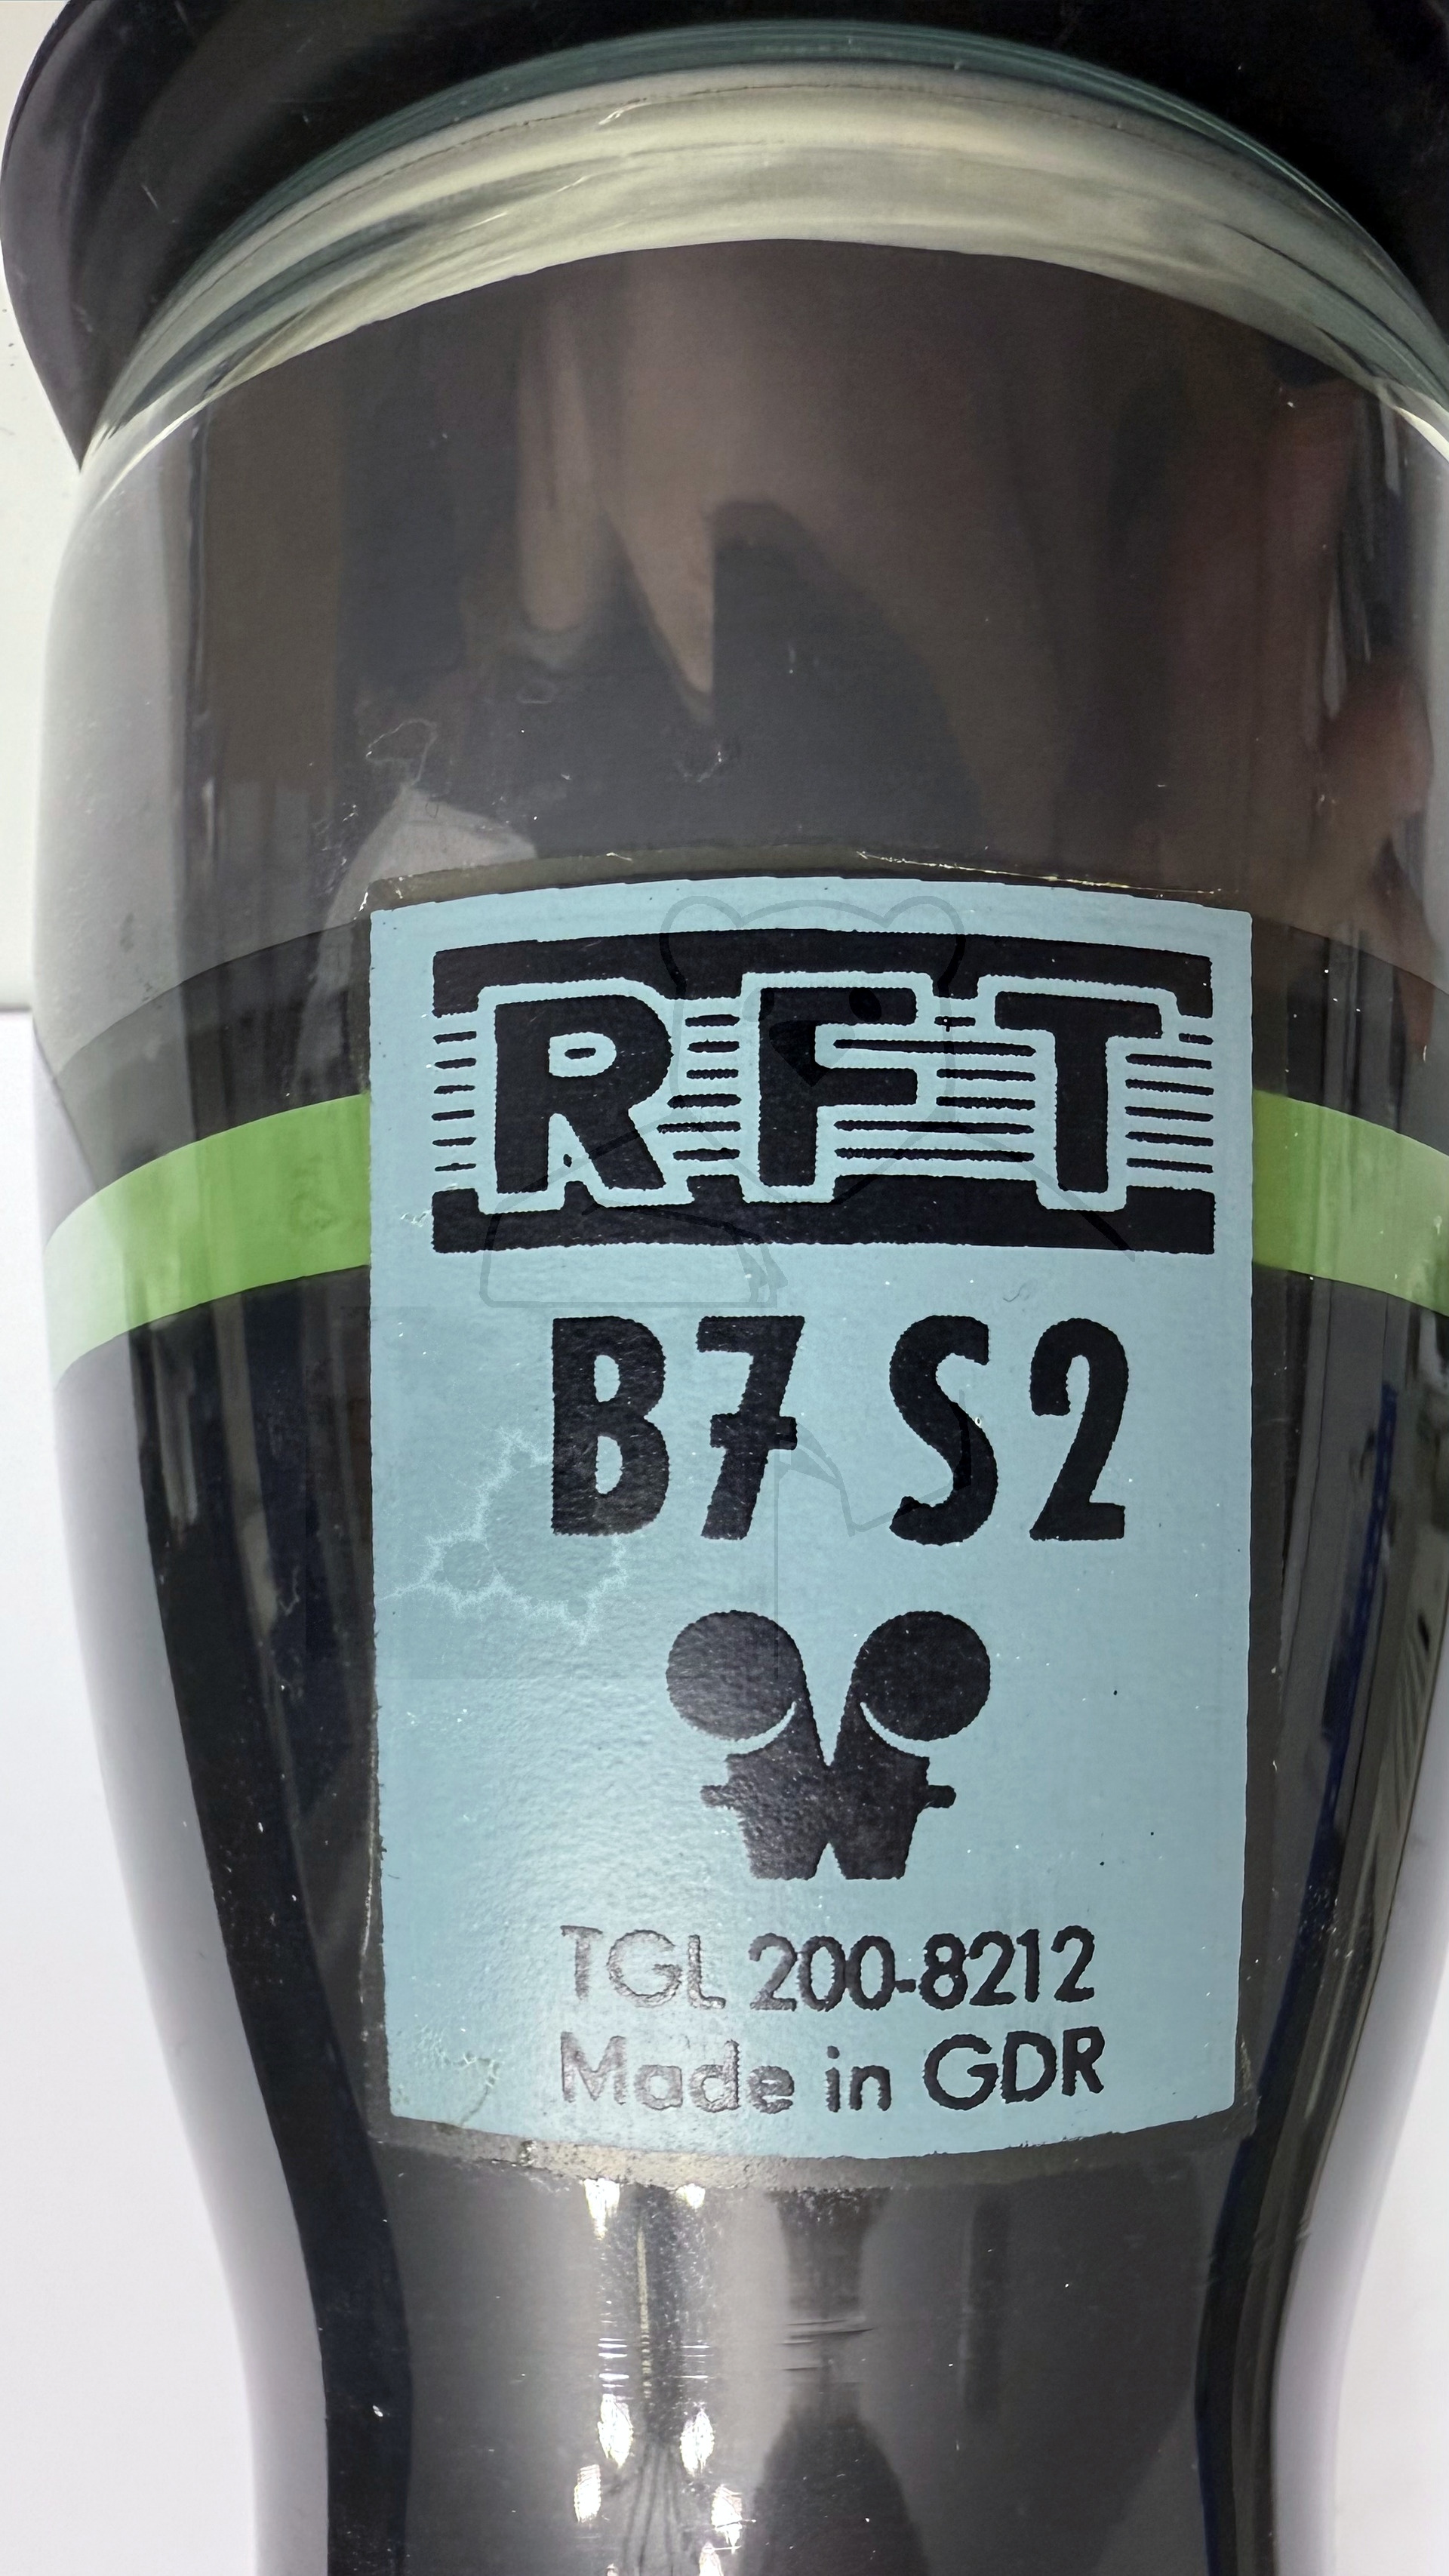 RFT
B7 S2
TGL 200-8212
Made in GDR